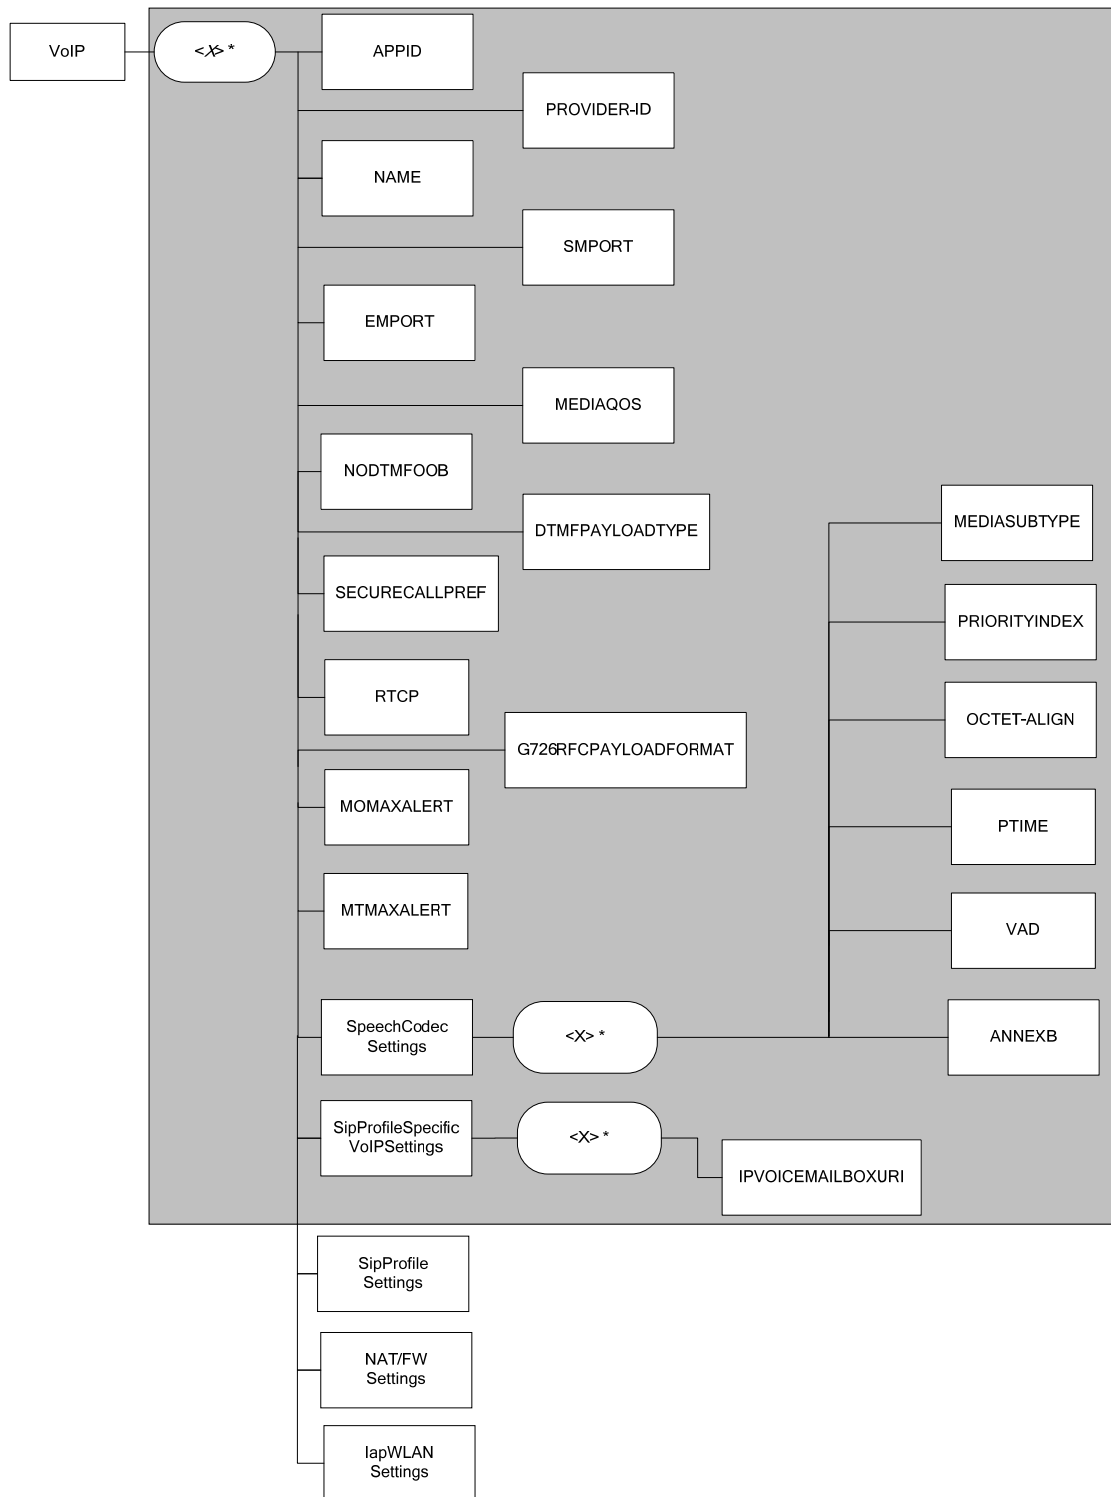 VoIP
<X> *
APPID
PROVIDER-ID
NAME
SMPORT
EMPORT
MEDIAQOS
NODTMFOOB
DTMFPAYLOADTYPE
MEDIASUBTYPE
SECURECALLPREF
PRIORITYINDEX
RTCP
OCTET-ALIGN
G726RFCPAYLOADFORMAT
MOMAXALERT
PTIME
MTMAXALERT
VAD
SpeechCodec
Settings
<X> *
ANNEXB
SipProfileSpecific
VoIPSettings
<X> *
IPVOICEMAILBOXURI
SipProfile
Settings
NAT/FW
Settings
IapWLAN
Settings